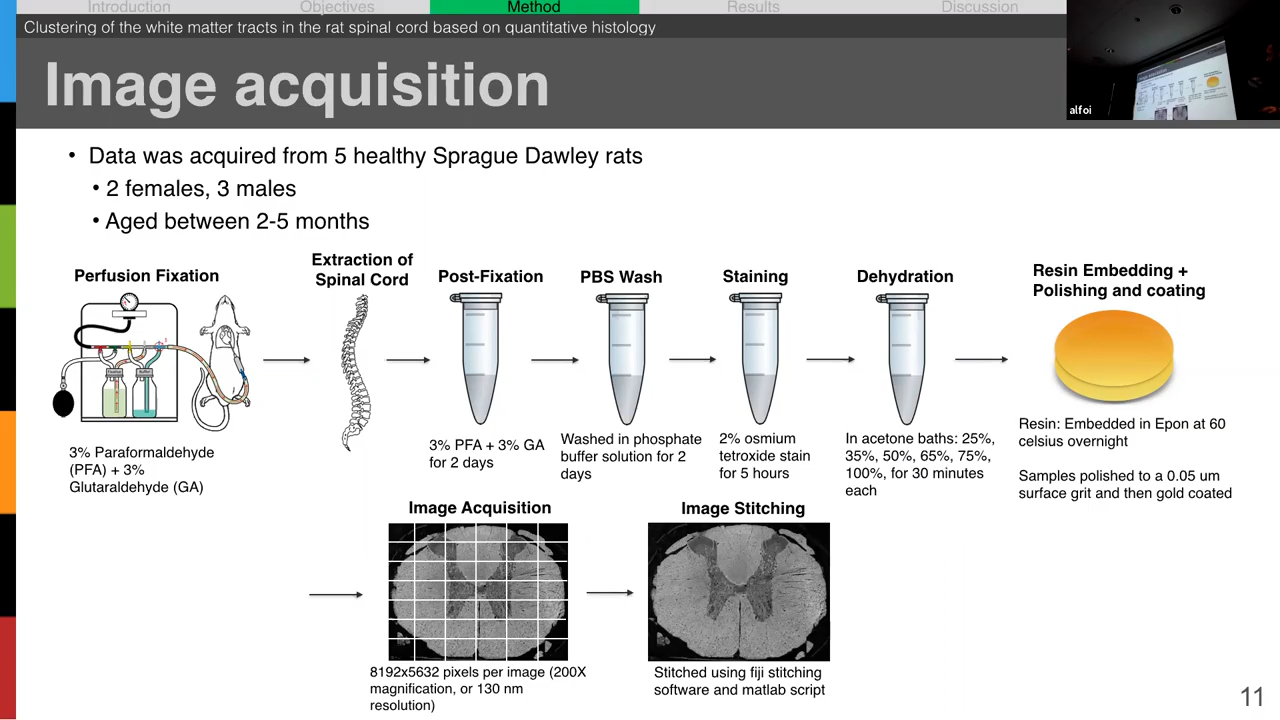 Introduction
Objectives
Method
Results
Discussion
Clustering of the white matter tracts in the rat spinal cord based on quantitative histology
Image acquisition
alfoi
• Data was acquired from 5 healthy Sprague Dawley rats
• 2 females, 3 males
• Aged between 2-5 months
Perfusion Fixation
3% Paraformaldehyde
(PFA) + 3%
Glutaraldehyde (GA)
Extraction of
Spinal Cord
Post-Fixation
3% PFA + 3% GA
for 2 days
PBS Wash
Washed in phosphate
buffer solution for 2
days
Staining
2% osmium
tetroxide stain
for 5 hours
Dehydration
In acetone baths: 25%,
35%, 50%, 65%, 75%,
100%, for 30 minutes
each
Resin Embedding +
Polishing and coating
Resin: Embedded in Epon at 60
celsius overnight
Samples polished to a 0.05 um
surface grit and then gold coated
Image Acquisition
8192x5632 pixels per image (200X
magnification, or 130 nm
resolution)
Image Stitching
Stitched using fiji stitching
software and matlab script
11